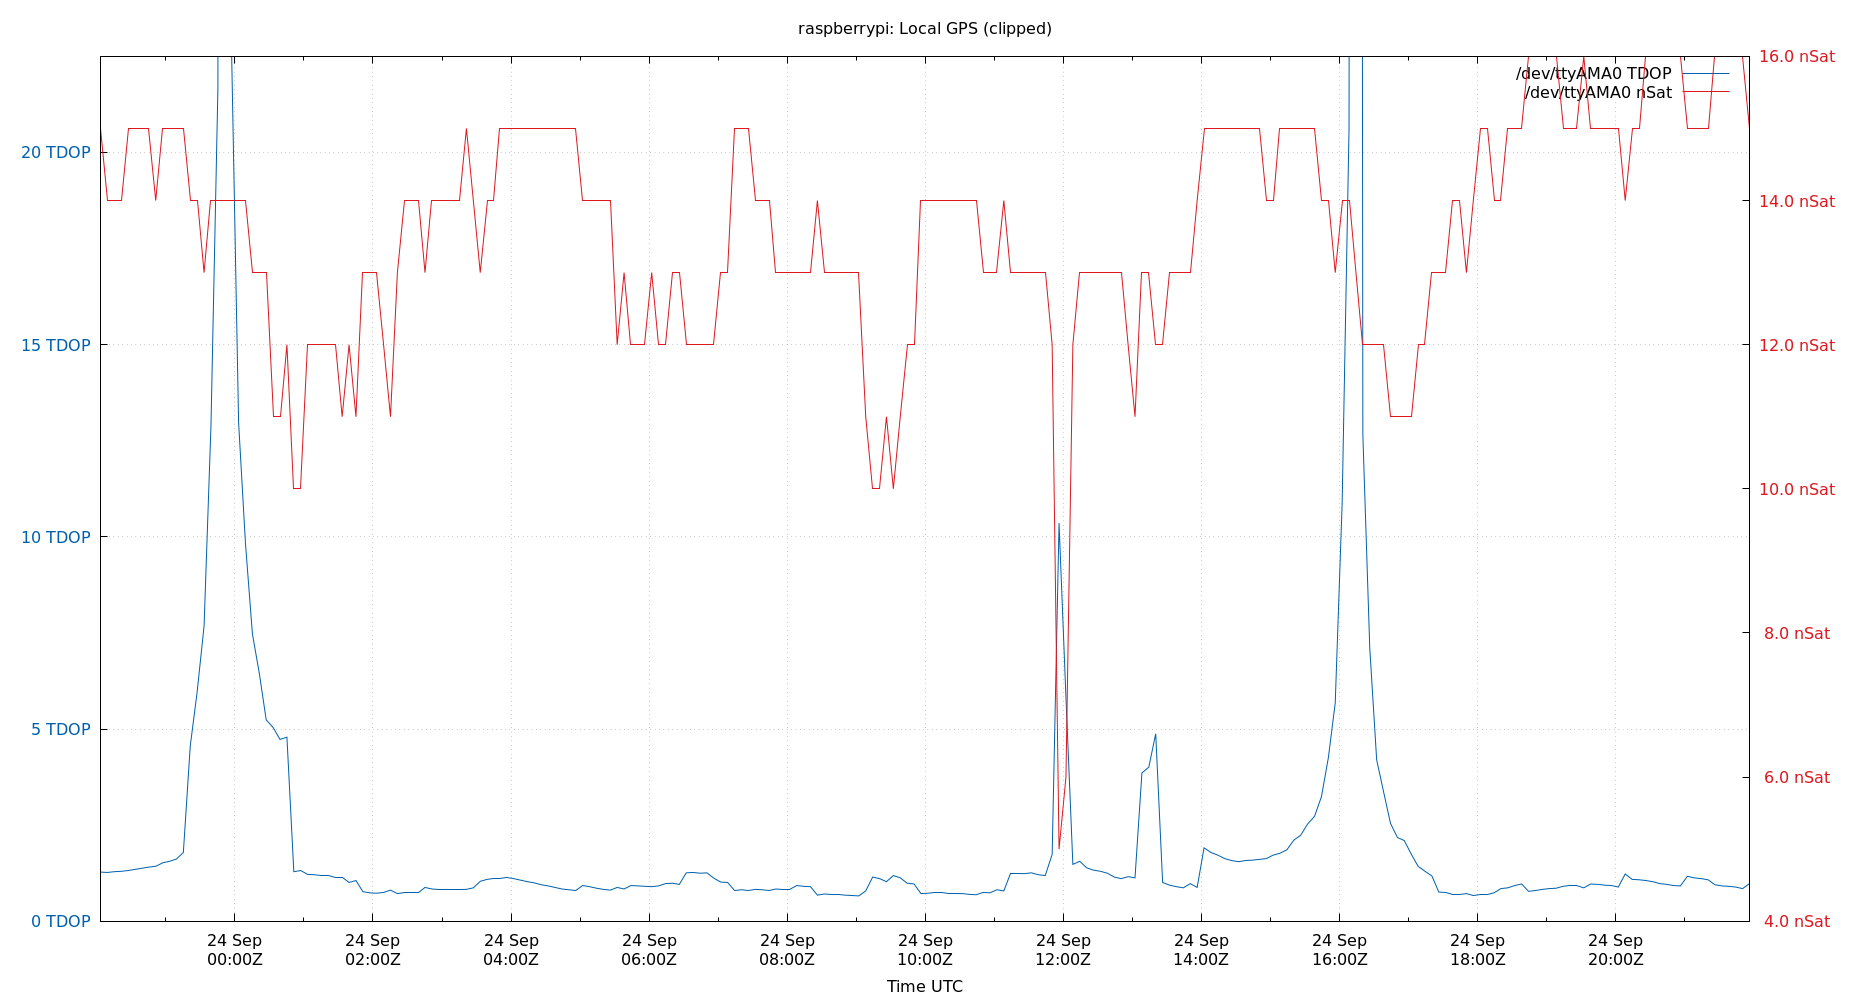 raspberrypi: Local GPS (clipped)
/dev/ttyAMA0 TDOP
/dev/ttyAMA0 nSat
20 TDOP
15 TDOP
10 TDOP
5 TDOP
0 TDOP
16.0 nSat
14.0 nSat
12.0 nSat
10.0 nSat
8.0 nSat
6.0 nSat
4.0 nSat
24 Sep 24 Sep 24 Sep 24 Sep 24 Sep 24 Sep 24 Sep 24 Sep 24 Sep 24 Sep 24 Sep
00:00Z 02:00Z 04:00Z 06:00Z 08:00Z 10:00Z 12:00Z 14:00Z 16:00Z 18:00Z 20:00Z
Time UTC